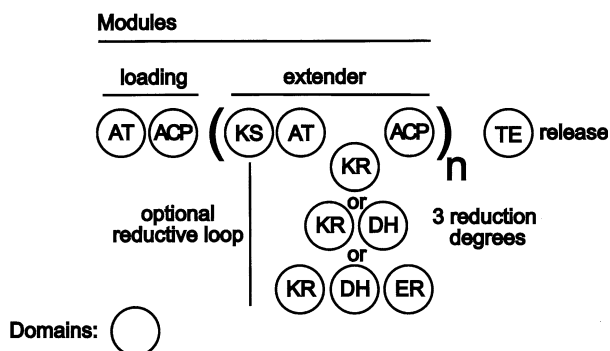 Modules
loading extender
AT ACP ( KS AT ACP ) n TE release
KR
or
optional reductive loop
KR DH
3 reduction degrees
or
KR DH ER
Domains: